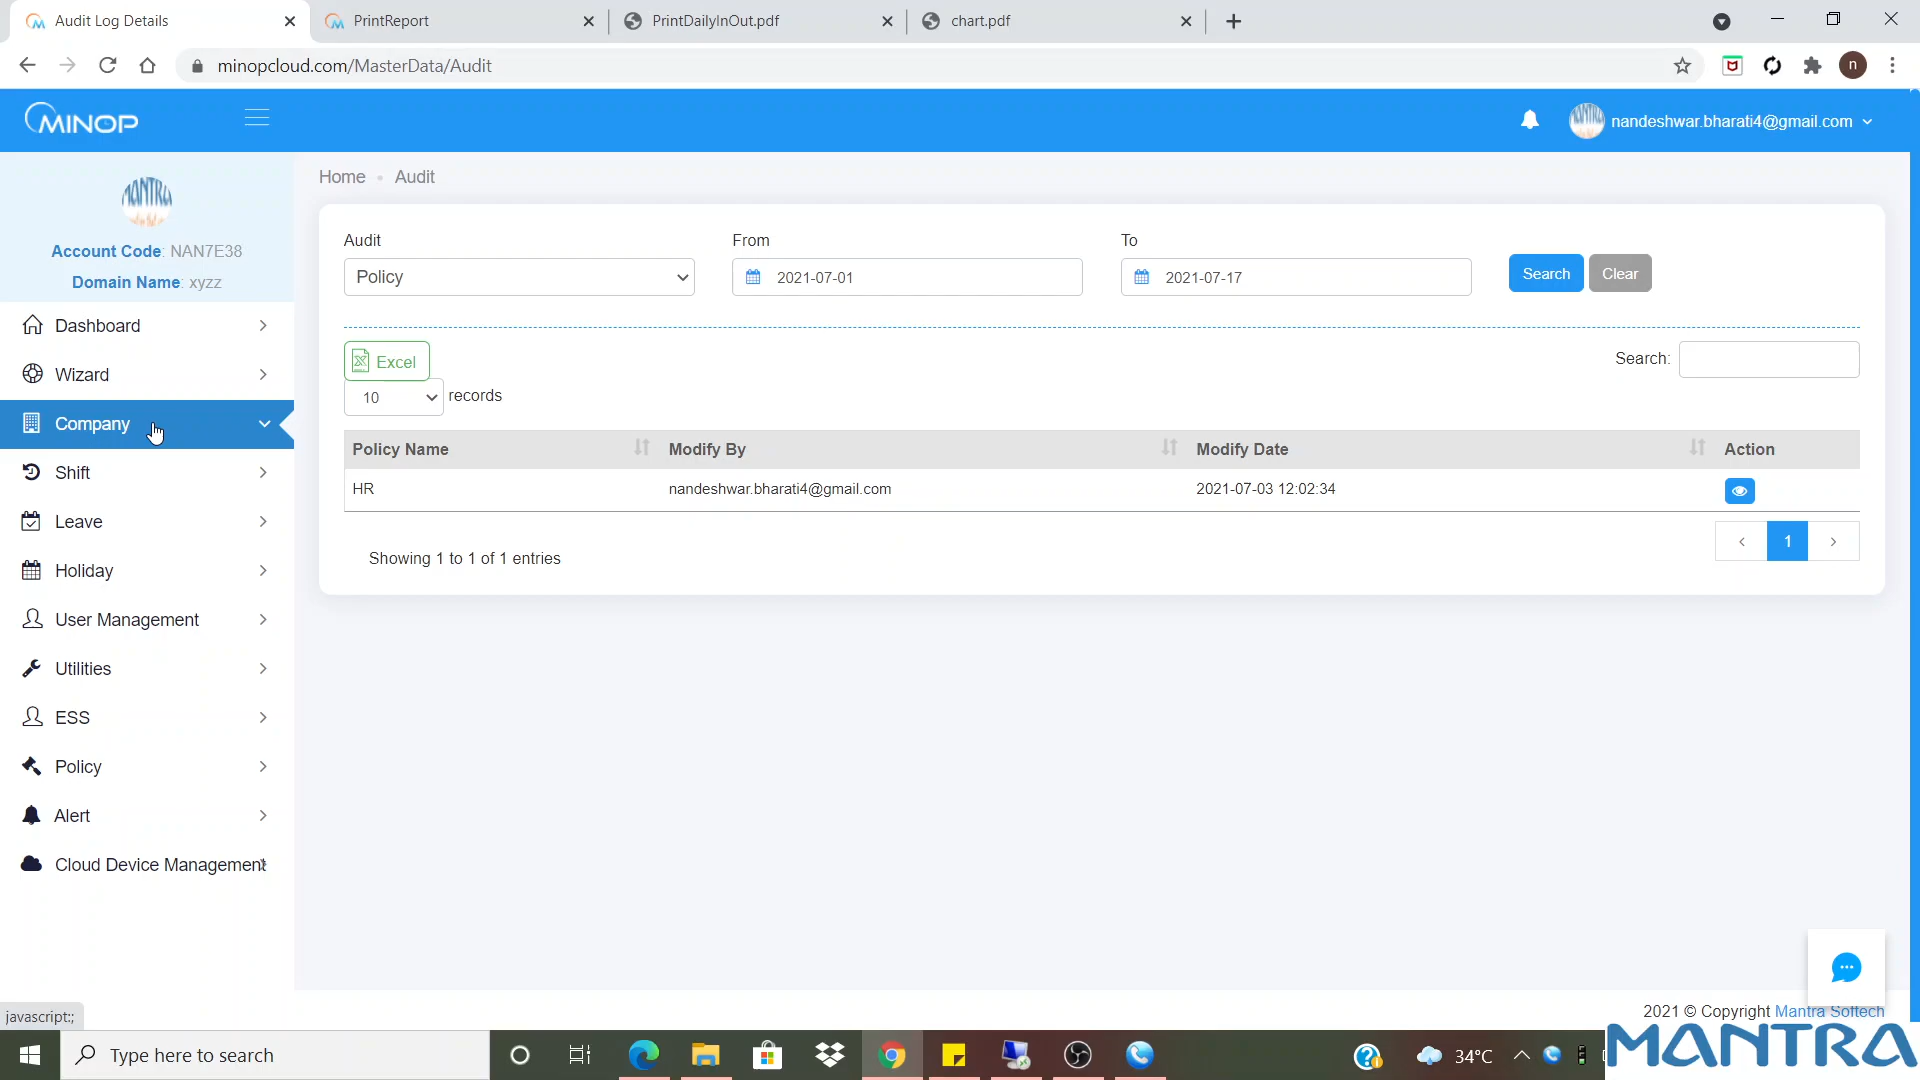 Audit Log Details
PrintReport
PrintDailyInOut.pdf
chart.pdf
minopcloud.com/MasterData/Audit
n
MINOP
MANTRA
nandeshwar.bharati4@gmail.com
MANTRA
Account Code: NAN7E38
Domain Name: xyzz
Dashboard
Wizard
Company
Shift
Leave
Holiday
User Management
Utilities
ESS
Policy
Alert
Cloud Device Management
Home • Audit
Audit
From
To
Policy
2021-07-01
2021-07-17
Search
Clear
Excel
Search:
10
records
Policy Name
Modify By
Modify Date
Action
HR
nandeshwar.bharati4@gmail.com
2021-07-03 12:02:34
Showing 1 to 1 of 1 entries
‹
1
›
2021 © Copyright Mantra Softech
javascript:;
Type here to search
34°C
MANTRA